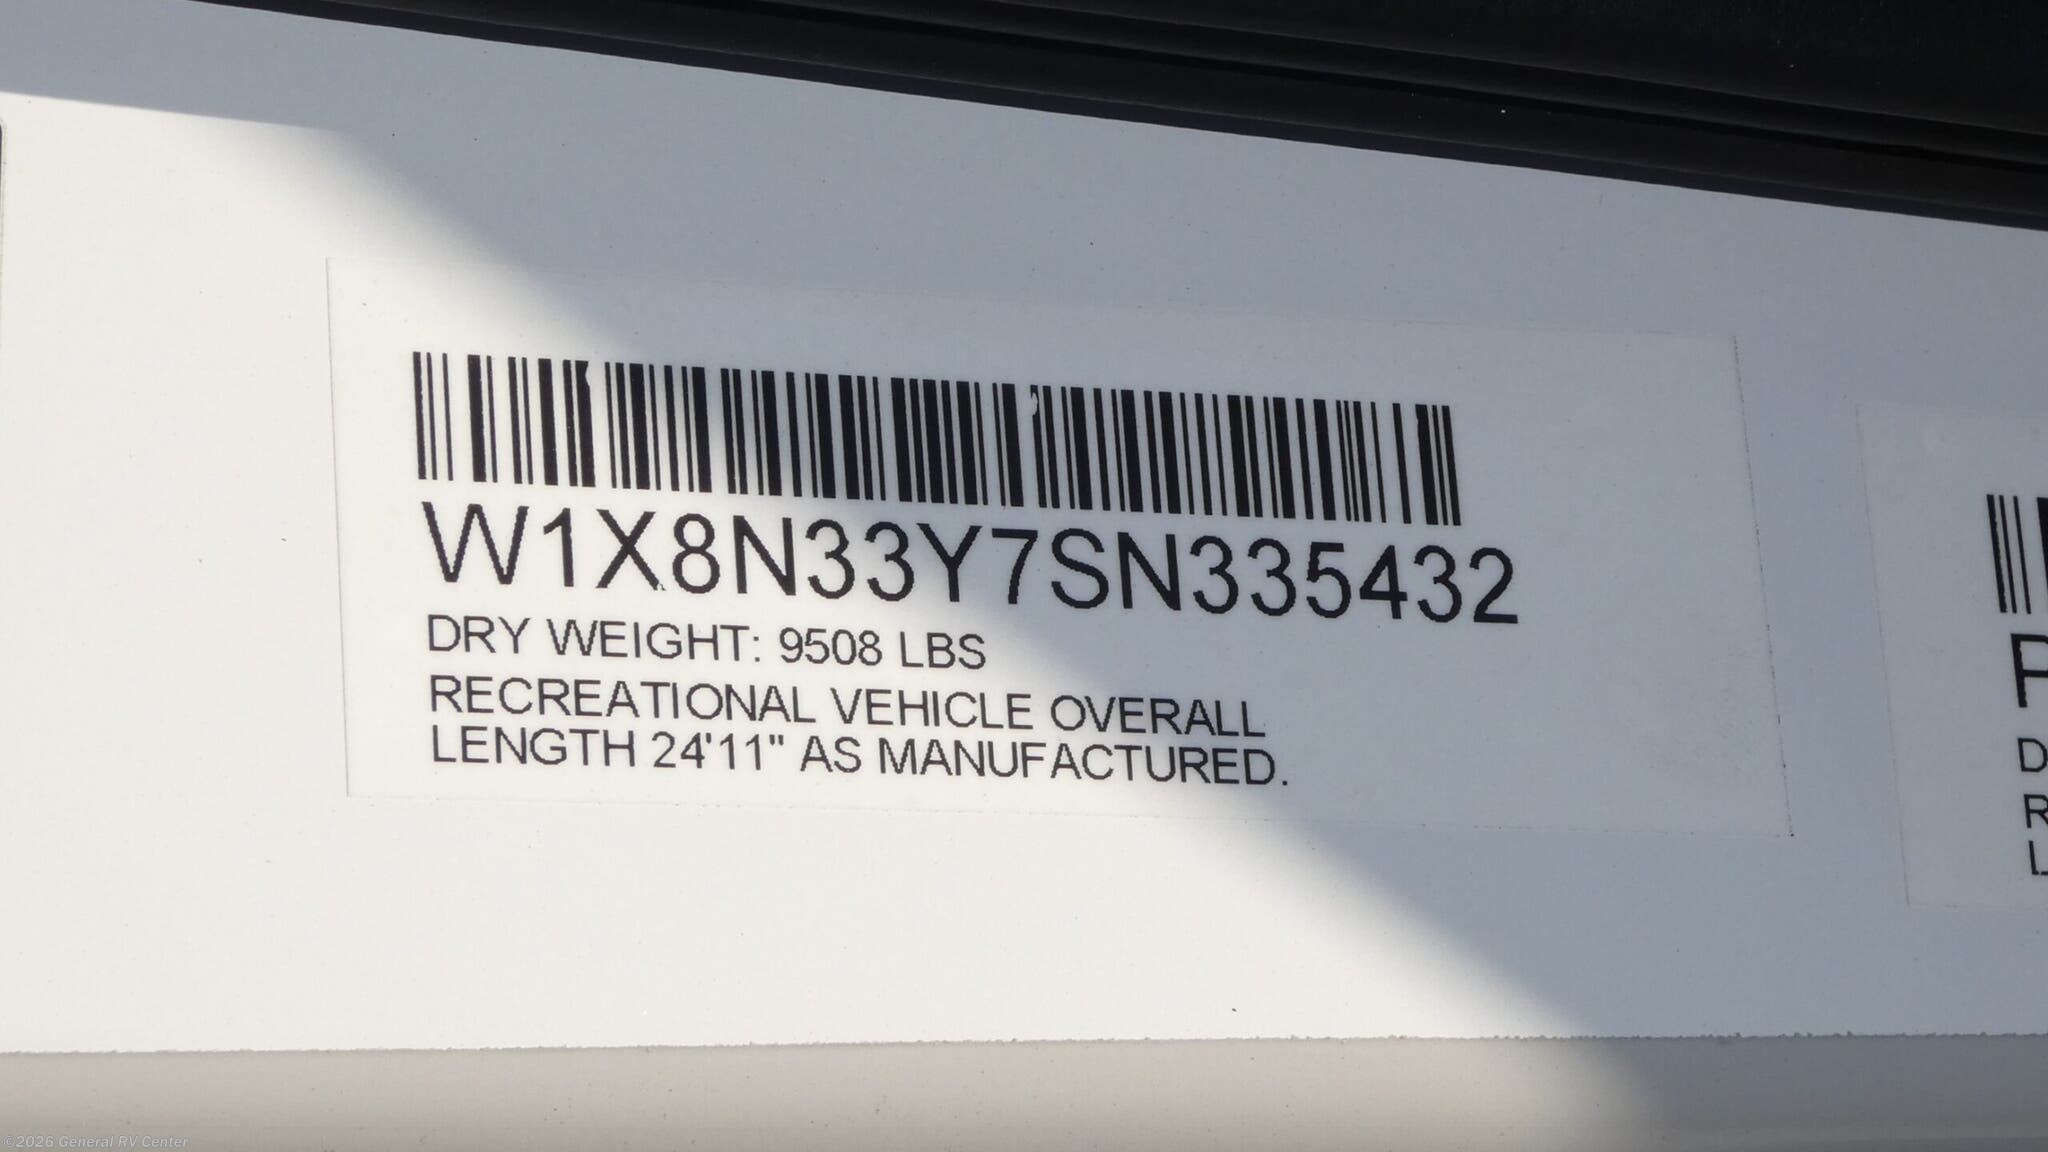 W1X8N33Y7SN335432
DRY WEIGHT: 9508 LBS
RECREATIONAL VEHICLE OVERALL
LENGTH 24'11" AS MANUFACTURED.
D
R
L
©2026 General RV Center